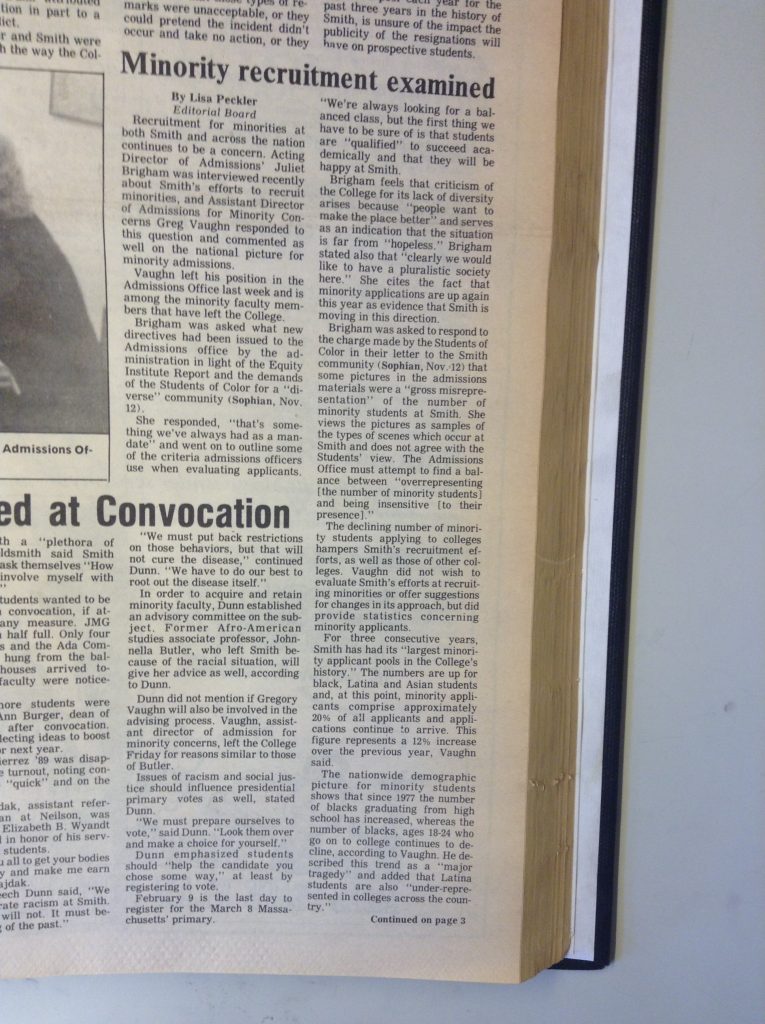 tion in part to a
ict.
r and Smith were
h the way the Col-
types of re-
marks were unacceptable, or they
could pretend the incident didn't
occur and take no action, or they
year for the
past three years in the history of
Smith, is unsure of the impact the
publicity of the resignations will
have on prospective students.
Minority recruitment examined
By Lisa Peckler
Editorial Board
Recruitment for minorities at
both Smith and across the nation
continues to be a concern. Acting
Director of Admissions' Juliet
Brigham was interviewed recently
about Smith's efforts to recruit
minorities, and Assistant Director
of Admissions for Minority Con-
cerns Greg Vaughn responded to
this question and commented as
well on the national picture for
minority admissions.
Vaughn left his position in the
Admissions Office last week and is
among the minority faculty mem-
bers that have left the College.
Brigham was asked what new
directives had been issued to the
Admissions office by the ad-
ministration in light of the Equity
Institute Report and the demands
of the Students of Color for a "di-
verse" community (Sophian, Nov.
12).
She responded, "that's some-
thing we've always had as a man-
date" and went on to outline some
of the criteria admissions officers
use when evaluating applicants.
"We're always looking for a bal-
anced class, but the first thing we
have to be sure of is that students
are "qualified" to succeed aca-
demically and that they will be
happy at Smith.
Brigham feels that criticism of
the College for its lack of diversity
arises because "people want to
make the place better" and serves
as an indication that the situation
is far from "hopeless." Brigham
stated also that "clearly we would
like to have a pluralistic society
here." She cites the fact that
minority applications are up again
this year as evidence that Smith is
moving in this direction.
Brigham was asked to respond to
the charge made by the Students of
Color in their letter to the Smith
community (Sophian, Nov. 12) that
some pictures in the admissions
materials were a "gross misrepre-
sentation" of the number of
minority students at Smith. She
views the pictures as samples of
the types of scenes which occur at
Smith and does not agree with the
Students' view. The Admissions
Office must attempt to find a bal-
ance between "overrepresenting
[the number of minority students]
and being insensitive [to their
presence]."
The declining number of minori-
ty students applying to colleges
hampers Smith's recruitment ef-
forts, as well as those of other col-
leges. Vaughn did not wish to
evaluate Smith's efforts at recruit-
ing minorities or offer suggestions
for changes in its approach, but did
provide statistics concerning
minority applicants.
For three consecutive years,
Smith has had its "largest minori-
ty applicant pools in the College's
history." The numbers are up for
black, Latina and Asian students
and, at this point, minority appli-
cants comprise approximately
20% of all applicants and appli-
cations continue to arrive. This
figure represents a 12% increase
over the previous year, Vaughn
said.
The nationwide demographic
picture for minority students
shows that since 1977 the number
of blacks graduating from high
school has increased, whereas the
number of blacks, ages 18-24 who
go on to college continues to de-
cline, according to Vaughn. He de-
scribed this trend as a "major
tragedy" and added that Latina
students are also "under-repre-
sented in colleges across the coun-
try."
Continued on page 3
Admissions Of-
ed at Convocation
th a "plethora of
ldsmith said Smith
ask themselves "How
involve myself with
"
tudents wanted to be
convocation, if at-
any measure. JMG
half full. Only four
s and the Ada Com-
hung from the bal-
houses arrived to-
faculty were notice-
more students were
Ann Burger, dean of
after convocation.
lecting ideas to boost
or next year.
ierrez '89 was disap-
e turnout, noting con-
"quick" and on the
dak, assistant refer-
an at Neilson, was
Elizabeth B. Wyandt
l in honor of his serv-
students.
u all to get your bodies
y and make me earn
ajdak.
eech Dunn said, "We
rate racism at Smith.
will not. It must be-
g of the past."
"We must put back restrictions
on those behaviors, but that will
not cure the disease," continued
Dunn. "We have to do our best to
root out the disease itself."
In order to acquire and retain
minority faculty, Dunn established
an advisory committee on the sub-
ject. Former Afro-American
studies associate professor, John-
nella Butler, who left Smith be-
cause of the racial situation, will
give her advice as well, according
to Dunn.
Dunn did not mention if Gregory
Vaughn will also be involved in the
advising process. Vaughn, assist-
ant director of admission for
minority concerns, left the College
Friday for reasons similar to those
of Butler.
Issues of racism and social jus-
tice should influence presidential
primary votes as well, stated
Dunn.
"We must prepare ourselves to
vote," said Dunn. "Look them over
and make a choice for yourself."
Dunn emphasized students
should "help the candidate you
chose some way," at least by
registering to vote.
February 9 is the last day to
register for the March 8 Massa-
chusetts' primary.